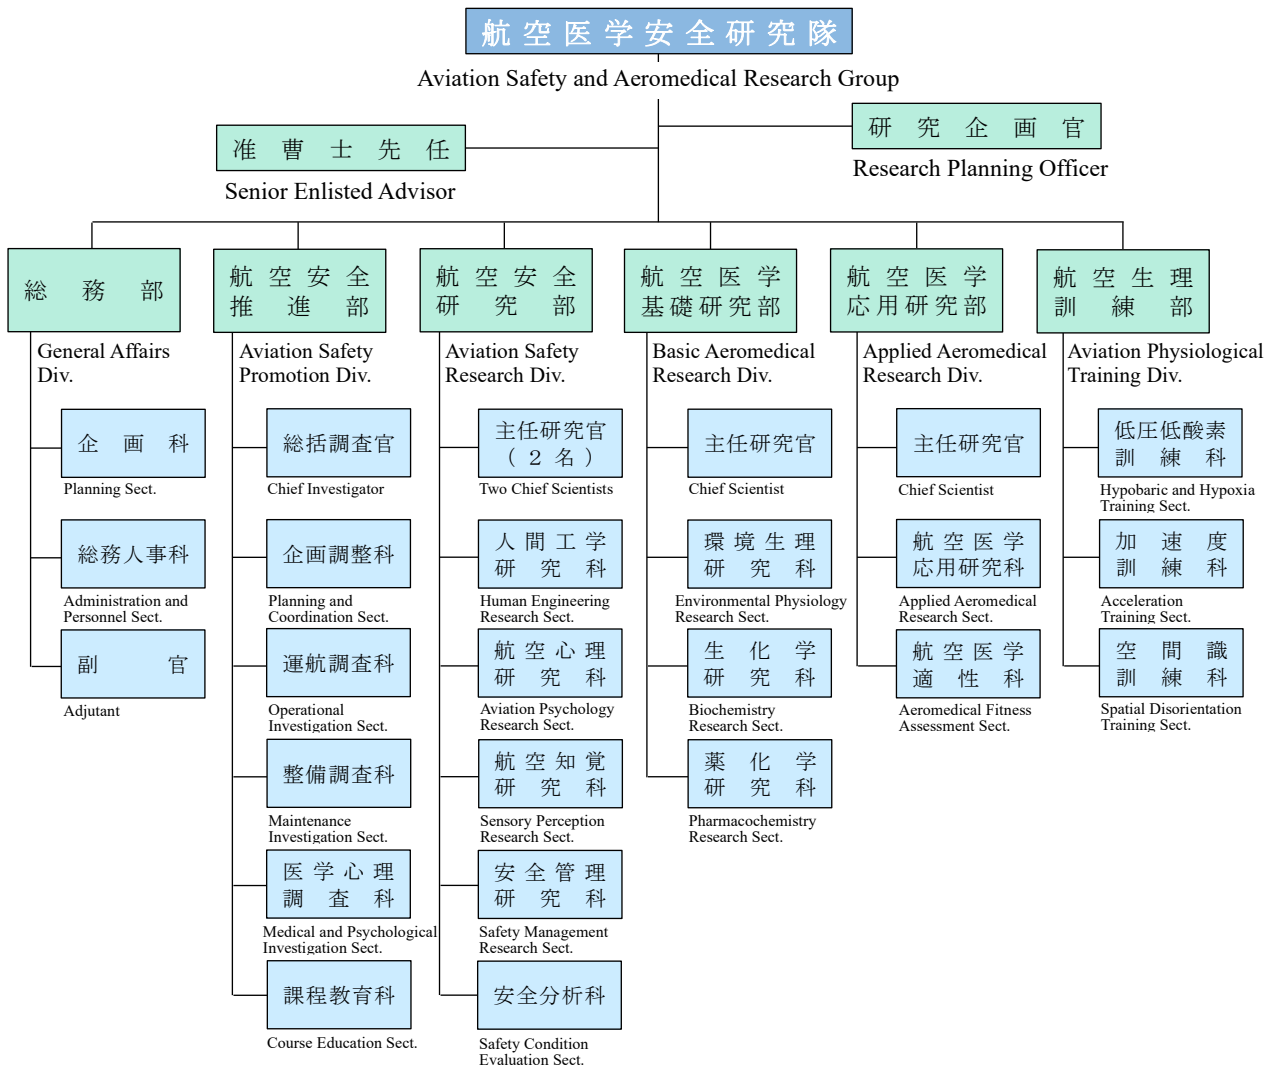 航空医学安全研究隊
Aviation Safety and Aeromedical Research Group
研究企画官
Research Planning Officer
准曹士先任
Senior Enlisted Advisor
総務部
General Affairs
Div.
企画科
Planning Sect.
総務人事科
Administration and
Personnel Sect.
副官
Adjutant
航空安全
推進部
Aviation Safety
Promotion Div.
総括調査官
Chief Investigator
企画調整科
Planning and
Coordination Sect.
運航調査科
Operational
Investigation Sect.
整備調査科
Maintenance
Investigation Sect.
医学心理
調査科
Medical and Psychological
Investigation Sect.
課程教育科
Course Education Sect.
航空安全
研究部
Aviation Safety
Research Div.
主任研究官
(2名)
Two Chief Scientists
人間工学
研究科
Human Engineering
Research Sect.
航空心理
研究科
Aviation Psychology
Research Sect.
航空知覚
研究科
Sensory Perception
Research Sect.
安全管理
研究科
Safety Management
Research Sect.
安全分析科
Safety Condition
Evaluation Sect.
航空医学
基礎研究部
Basic Aeromedical
Research Div.
主任研究官
Chief Scientist
環境生理
研究科
Environmental Physiology
Research Sect.
生化学
研究科
Biochemistry
Research Sect.
薬化学
研究科
Pharmacochemistry
Research Sect.
航空医学
応用研究部
Applied Aeromedical
Research Div.
主任研究官
Chief Scientist
航空医学
応用研究科
Applied Aeromedical
Research Sect.
航空医学
適性科
Aeromedical Fitness
Assessment Sect.
航空生理
訓練部
Aviation Physiological
Training Div.
低圧低酸素
訓練科
Hypobaric and Hypoxia
Training Sect.
加速度
訓練科
Acceleration
Training Sect.
空間識
訓練科
Spatial Disorientation
Training Sect.